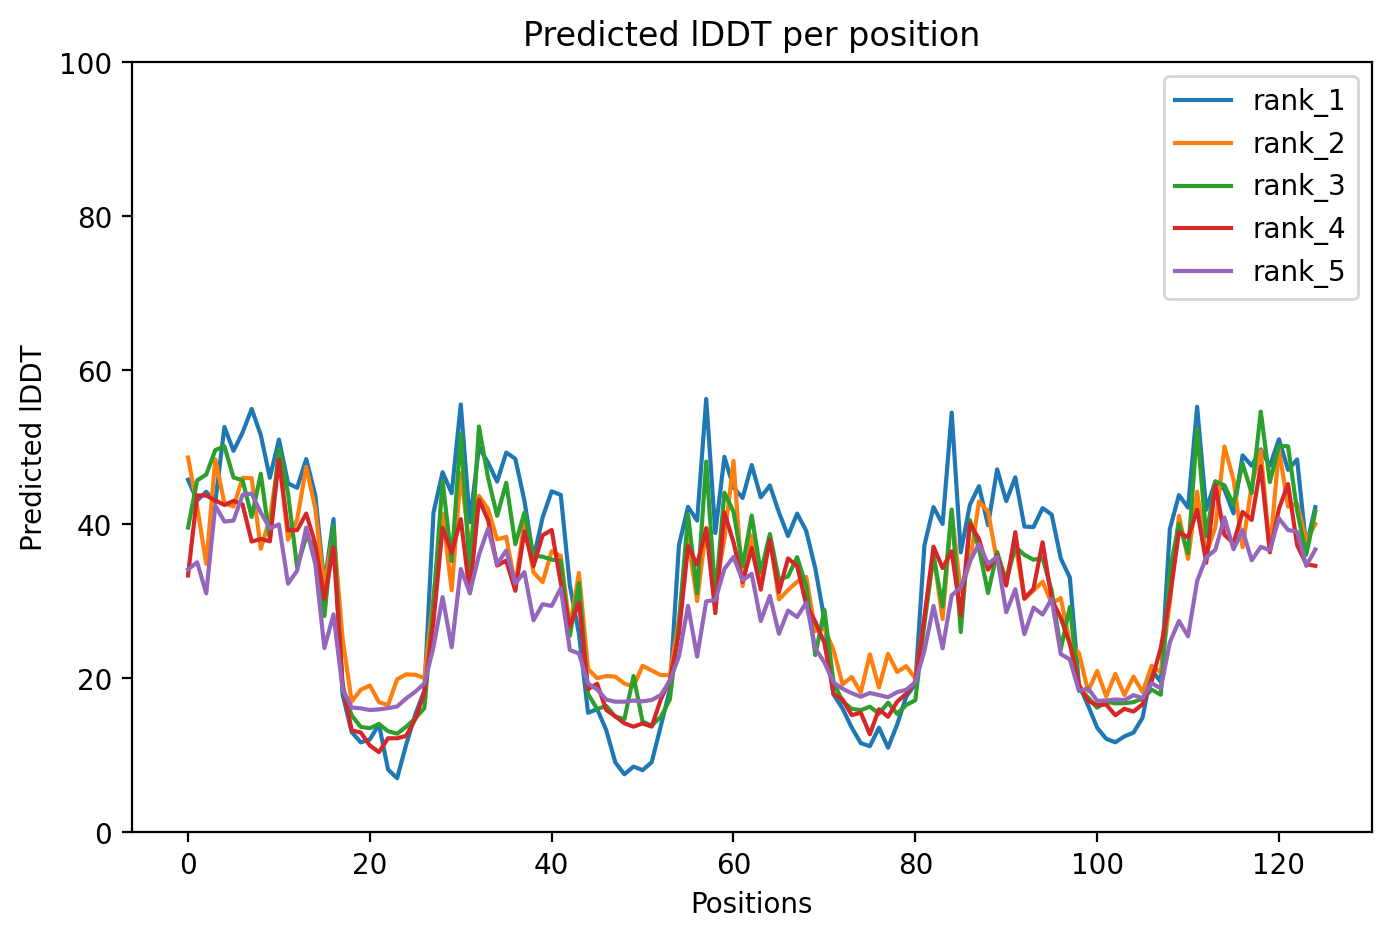 Predicted lDDT per position
100
80
60
40
20
0
Predicted lDDT
rank_1
rank_2
rank_3
rank_4
rank_5
0 20 40 60 80 100 120
Positions